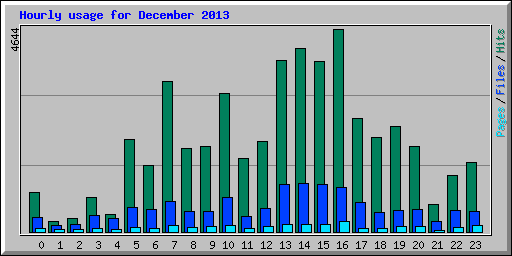 Hourly usage for December 2013
4644
Pages / Files / Hits
0 1 2 3 4 5 6 7 8 9 10 11 12 13 14 15 16 17 18 19 20 21 22 23